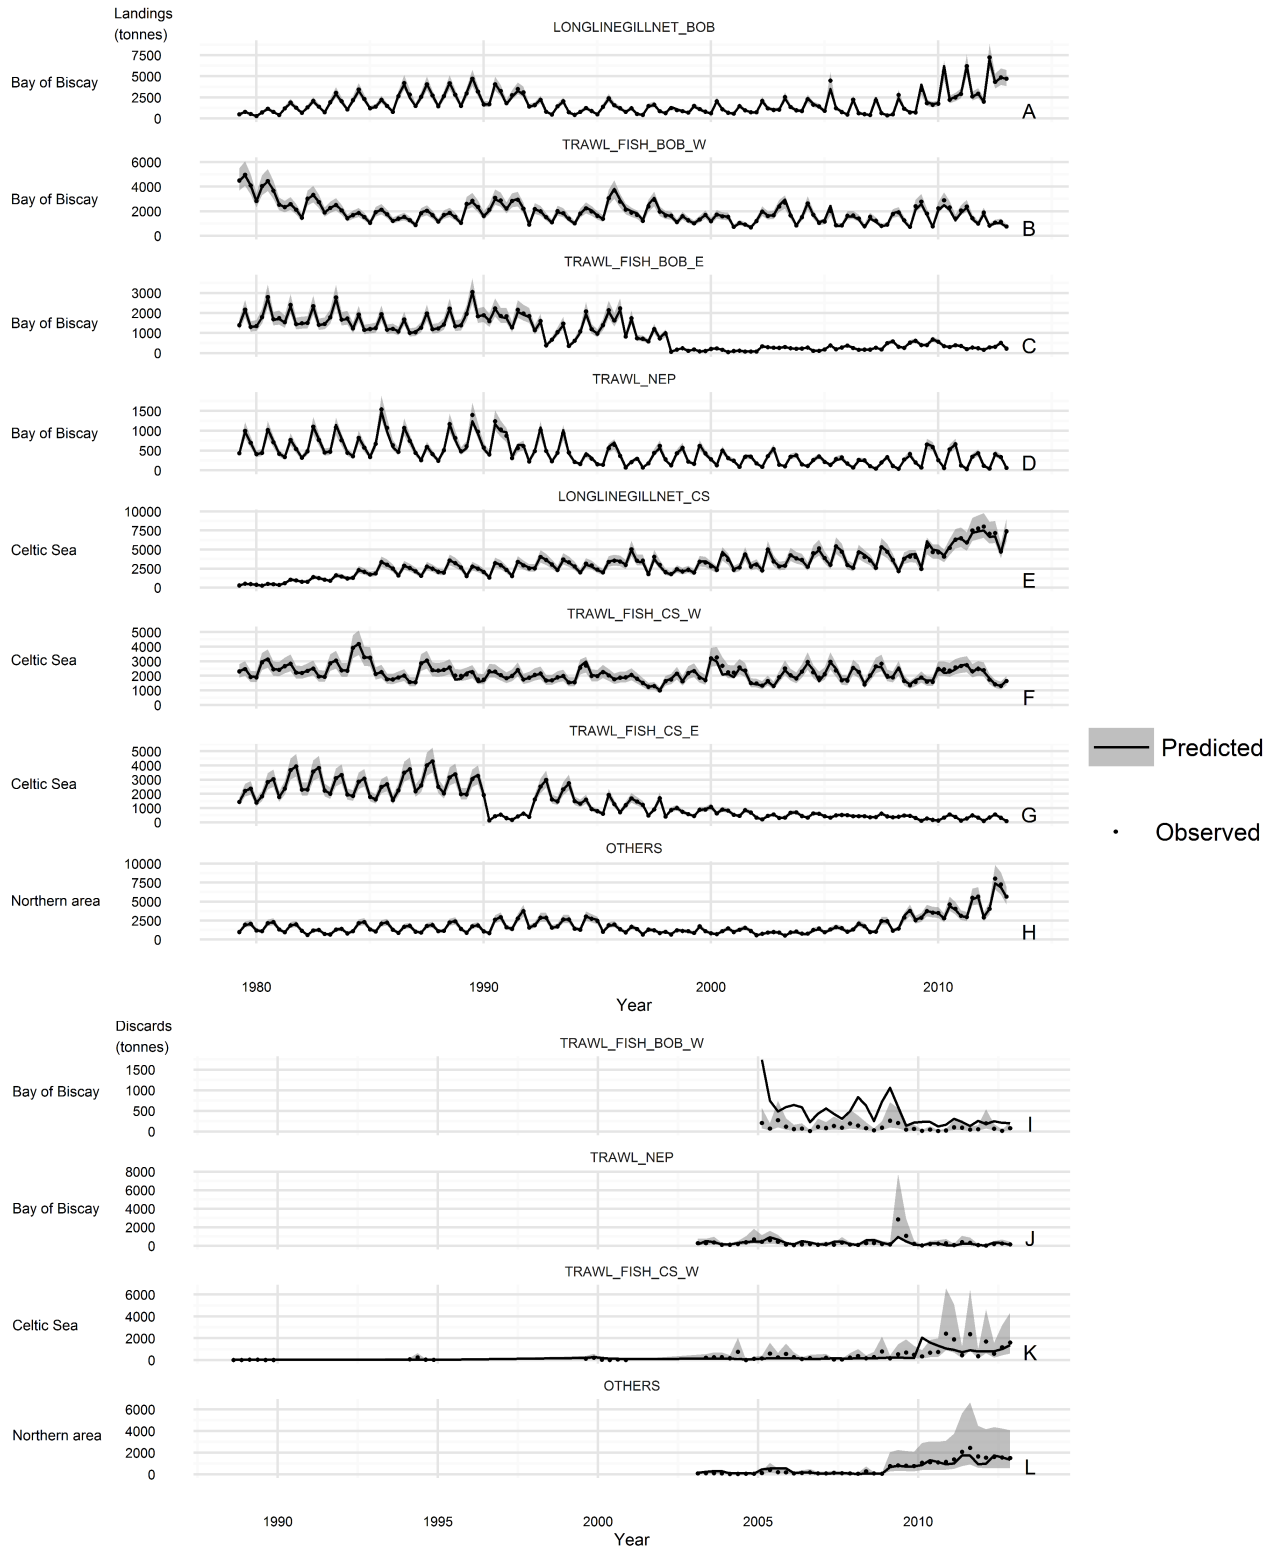 Landings
(tonnes)
LONGLINEGILLNET_BOB
Bay of Biscay
7500
5000
2500
0
A
TRAWL_FISH_BOB_W
Bay of Biscay
6000
4000
2000
0
B
TRAWL_FISH_BOB_E
Bay of Biscay
3000
2000
1000
0
C
TRAWL_NEP
Bay of Biscay
1500
1000
500
0
D
LONGLINEGILLNET_CS
Celtic Sea
10000
7500
5000
2500
0
E
TRAWL_FISH_CS_W
Celtic Sea
5000
4000
3000
2000
1000
0
F
TRAWL_FISH_CS_E
Celtic Sea
5000
4000
3000
2000
1000
0
G
Predicted
Observed
OTHERS
Northern area
10000
7500
5000
2500
0
H
1980 1990 2000 2010
Year
Discards
(tonnes)
TRAWL_FISH_BOB_W
Bay of Biscay
1500
1000
500
0
I
TRAWL_NEP
Bay of Biscay
8000
6000
4000
2000
0
J
TRAWL_FISH_CS_W
Celtic Sea
6000
4000
2000
0
K
OTHERS
Northern area
6000
4000
2000
0
L
1990 1995 2000 2005 2010
Year